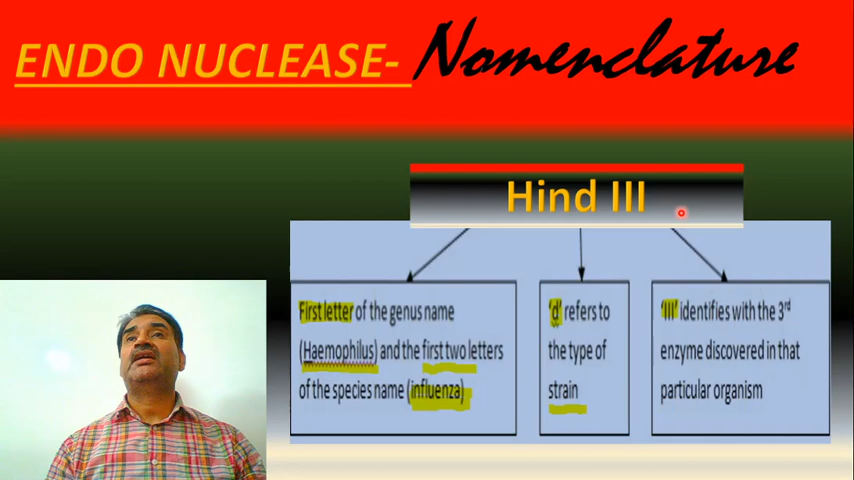 ENDO NUCLEASE- Nomenclature
Hind III
First letter of the genus name
(Haemophilus) and the first two letters
of the species name (influenza)
'd' refers to
the type of
strain
'III' identifies with the 3rd
enzyme discovered in that
particular organism